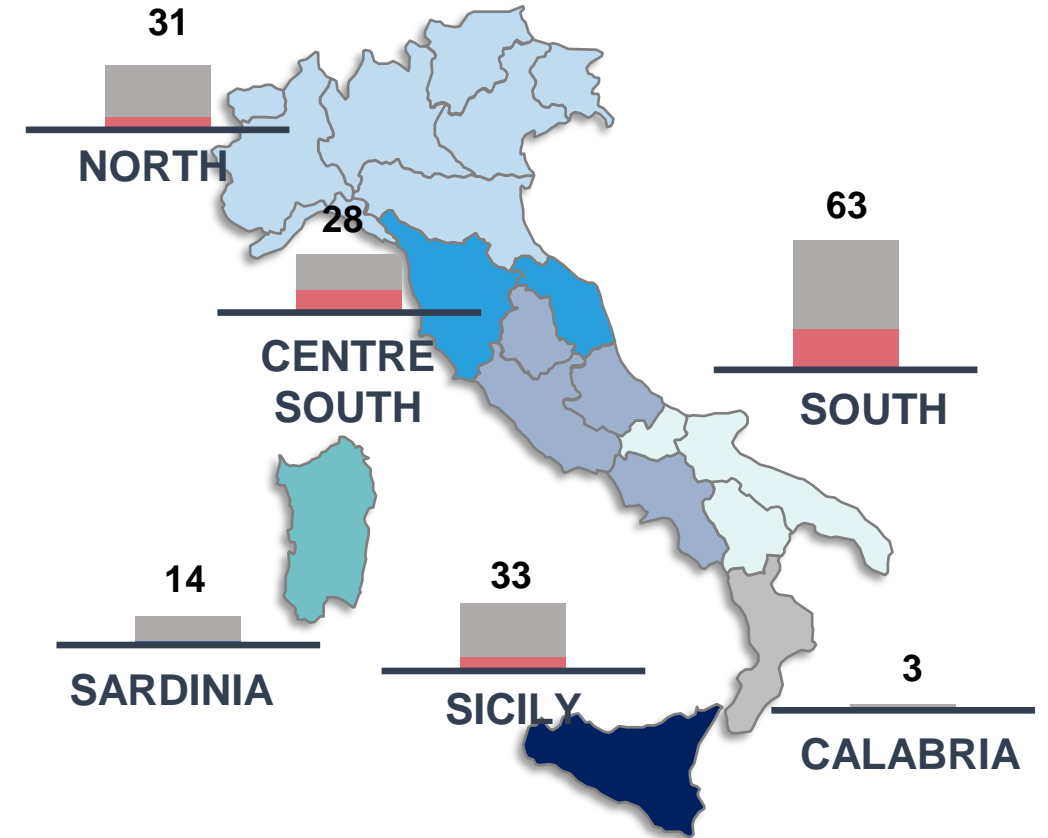 31
NORTH
28
CENTRE
SOUTH
63
SOUTH
14
SARDINIA
33
SICILY
3
CALABRIA